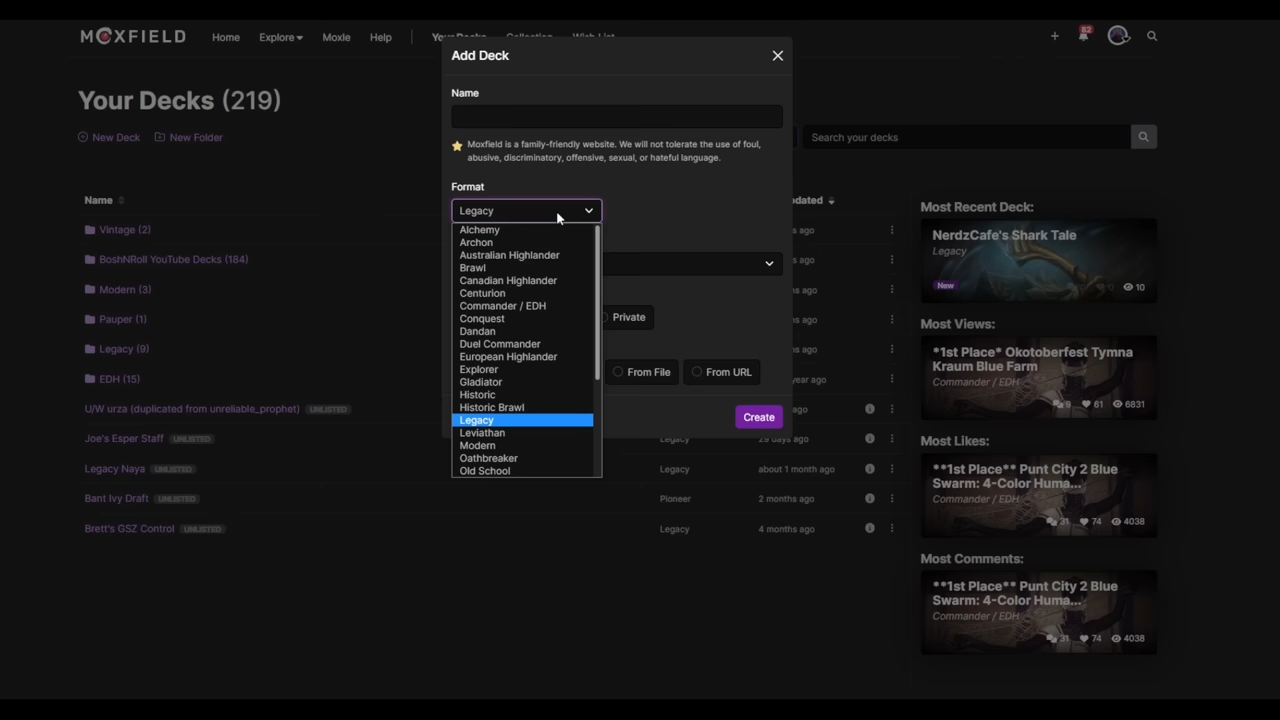 MOXFIELD
Home
Explore
Moxle
Help
Your Decks
Collection
Wish List
82
Your Decks (219)
New Deck
New Folder
Search your decks
Name
Vintage (2)
BoshNRoll YouTube Decks (184)
Modern (3)
Pauper (1)
Legacy (9)
EDH (15)
U/W urza (duplicated from unreliable_prophet) UNLISTED
Joe's Esper Staff UNLISTED
Legacy Naya UNLISTED
Bant Ivy Draft UNLISTED
Brett's GSZ Control UNLISTED
Add Deck
Name
Moxfield is a family-friendly website. We will not tolerate the use of foul,
abusive, discriminatory, offensive, sexual, or hateful language.
Format
Legacy
Alchemy
Archon
Australian Highlander
Brawl
Canadian Highlander
Centurion
Commander / EDH
Conquest
Dandan
Duel Commander
European Highlander
Explorer
Gladiator
Historic
Historic Brawl
Legacy
Leviathan
Modern
Oathbreaker
Old School
Private
From File
From URL
Create
Legacy
29 days ago
Legacy
about 1 month ago
Pioneer
2 months ago
Legacy
4 months ago
Most Recent Deck:
NerdzCafe's Shark Tale
Legacy
New
10
Most Views:
*1st Place* Okotoberfest Tymna
Kraum Blue Farm
Commander / EDH
9 61 6831
Most Likes:
**1st Place** Punt City 2 Blue
Swarm: 4-Color Huma...
Commander / EDH
31 74 4038
Most Comments:
**1st Place** Punt City 2 Blue
Swarm: 4-Color Huma...
Commander / EDH
31 74 4038